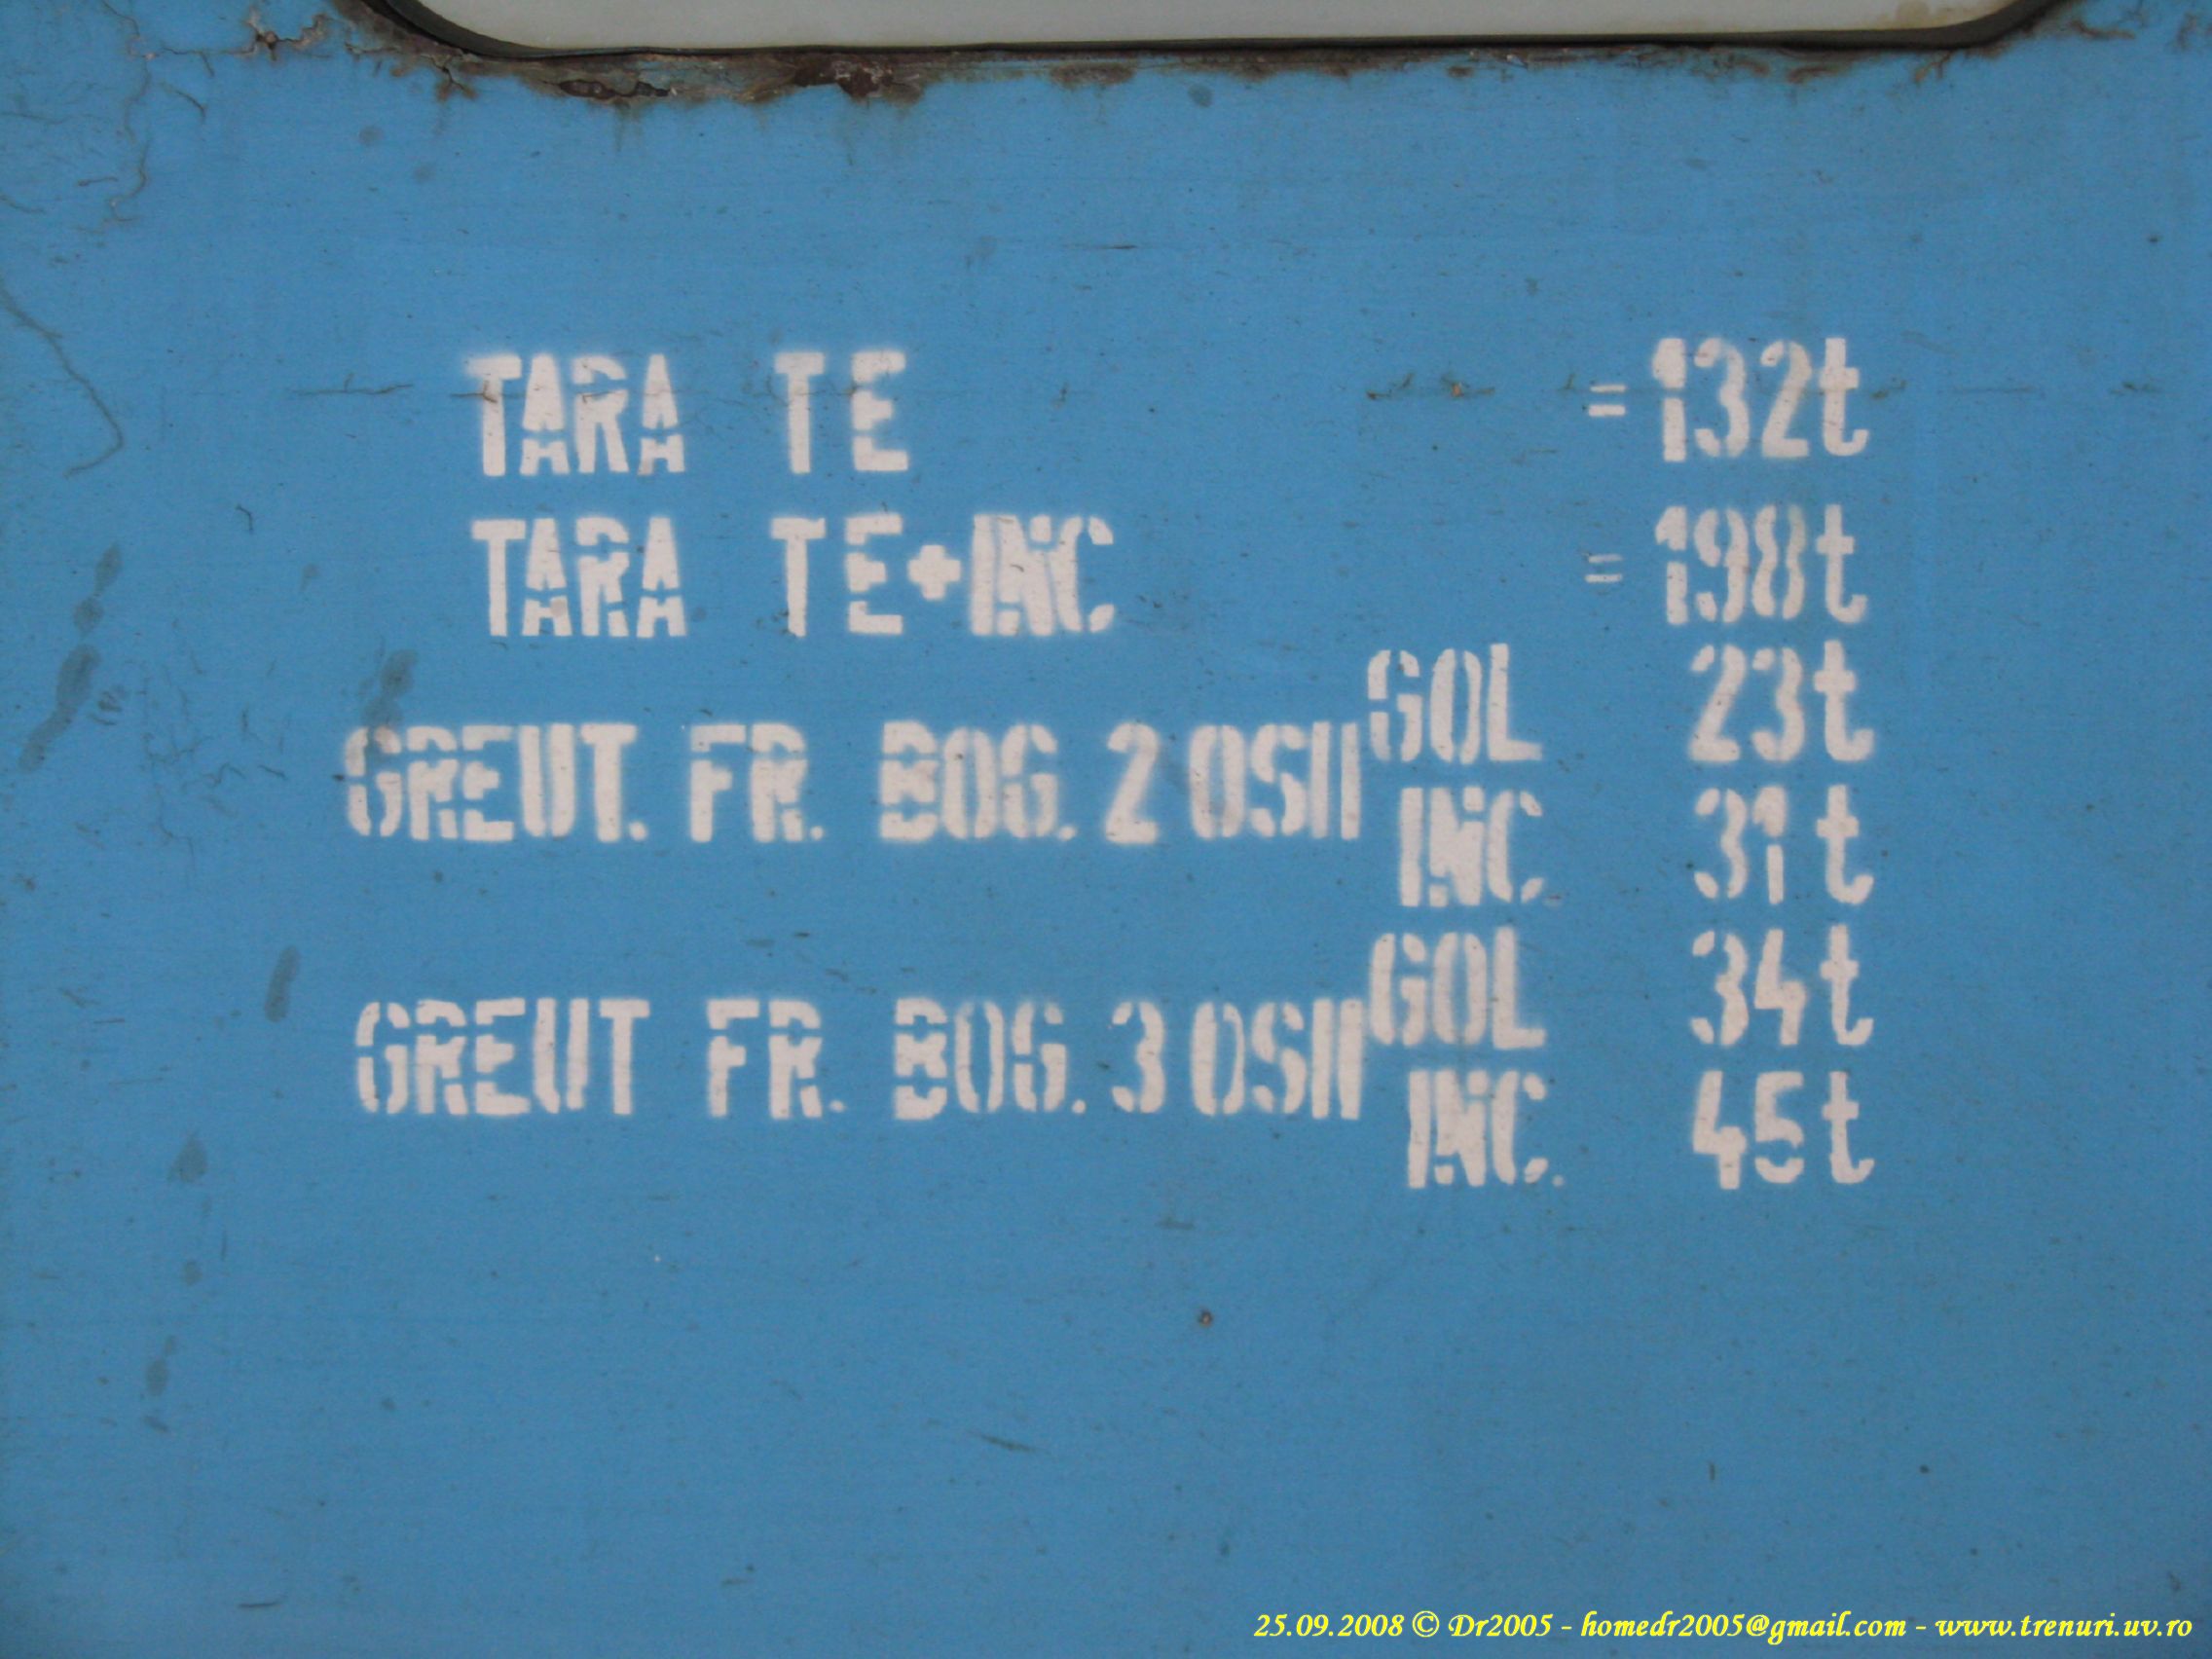 TARA TE = 132t
TARA TE+INC = 198t
GOL 23t
GREUT. FR. BOG. 2 OSII
INC. 31t
GOL 34t
GREUT FR. BOG. 3 OSII
INC. 45t
25.09.2008 © Dr2005 - homedr2005@gmail.com - www.trenuri.uv.ro